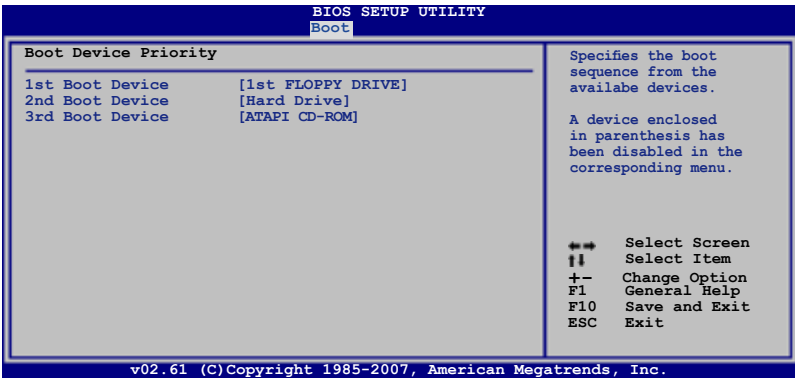 BIOS SETUP UTILITY
Boot
Boot Device Priority
1st Boot Device [1st FLOPPY DRIVE]
2nd Boot Device [Hard Drive]
3rd Boot Device [ATAPI CD-ROM]
Specifies the boot
sequence from the
availabe devices.
A device enclosed
in parenthesis has
been disabled in the
corresponding menu.
←→ Select Screen
↑↓ Select Item
+- Change Option
F1 General Help
F10 Save and Exit
ESC Exit
v02.61 (C)Copyright 1985-2007, American Megatrends, Inc.